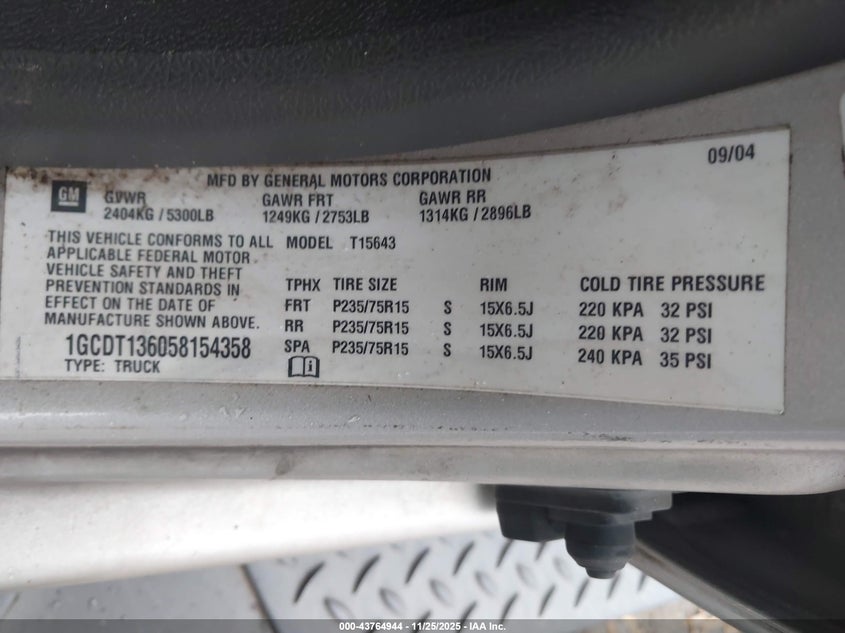 09/04
MFD BY GENERAL MOTORS CORPORATION
GM
GVWR GAWR FRT GAWR RR
2404KG / 5300LB 1249KG / 2753LB 1314KG / 2896LB
THIS VEHICLE CONFORMS TO ALL MODEL T15643
APPLICABLE FEDERAL MOTOR
VEHICLE SAFETY AND THEFT
PREVENTION STANDARDS IN TPHX TIRE SIZE RIM COLD TIRE PRESSURE
EFFECT ON THE DATE OF FRT P235/75R15 S 15X6.5J 220 KPA 32 PSI
MANUFACTURE SHOWN ABOVE. RR P235/75R15 S 15X6.5J 220 KPA 32 PSI
1GCDT136058154358 SPA P235/75R15 S 15X6.5J 240 KPA 35 PSI
TYPE: TRUCK
000-43764944 - 11/25/2025 - IAA Inc.